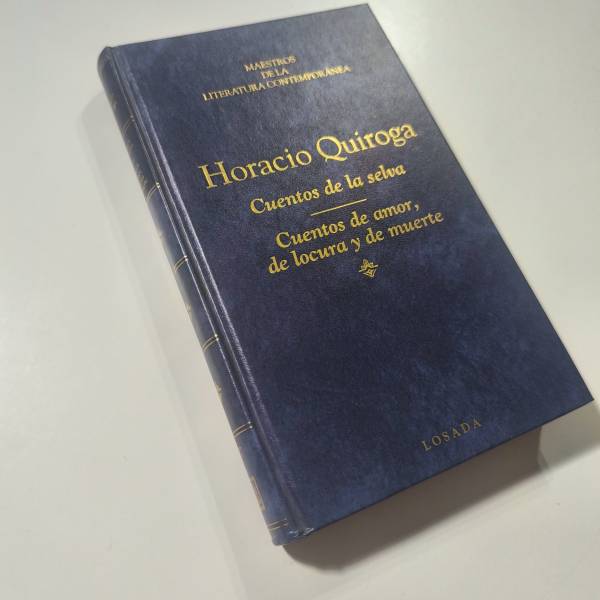 MAESTROS
DE LA
LITERATURA CONTEMPORÁNEA
Horacio Quiroga
Cuentos de la selva
Cuentos de amor,
de locura y de muerte
LOSADA